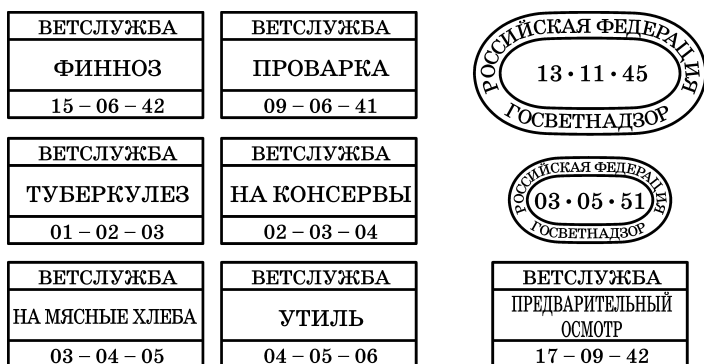 ВЕТСЛУЖБА
ФИННОЗ
15 – 06 – 42
ВЕТСЛУЖБА
ПРОВАРКА
09 – 06 – 41
РОССИЙСКАЯ ФЕДЕРАЦИЯ
13 • 11 • 45
ГОСВЕТНАДЗОР
ВЕТСЛУЖБА
ТУБЕРКУЛЕЗ
01 – 02 – 03
ВЕТСЛУЖБА
НА КОНСЕРВЫ
02 – 03 – 04
РОССИЙСКАЯ ФЕДЕРАЦИЯ
03 • 05 • 51
ГОСВЕТНАДЗОР
ВЕТСЛУЖБА
НА МЯСНЫЕ ХЛЕБА
03 – 04 – 05
ВЕТСЛУЖБА
УТИЛЬ
04 – 05 – 06
ВЕТСЛУЖБА
ПРЕДВАРИТЕЛЬНЫЙ
ОСМОТР
17 – 09 – 42